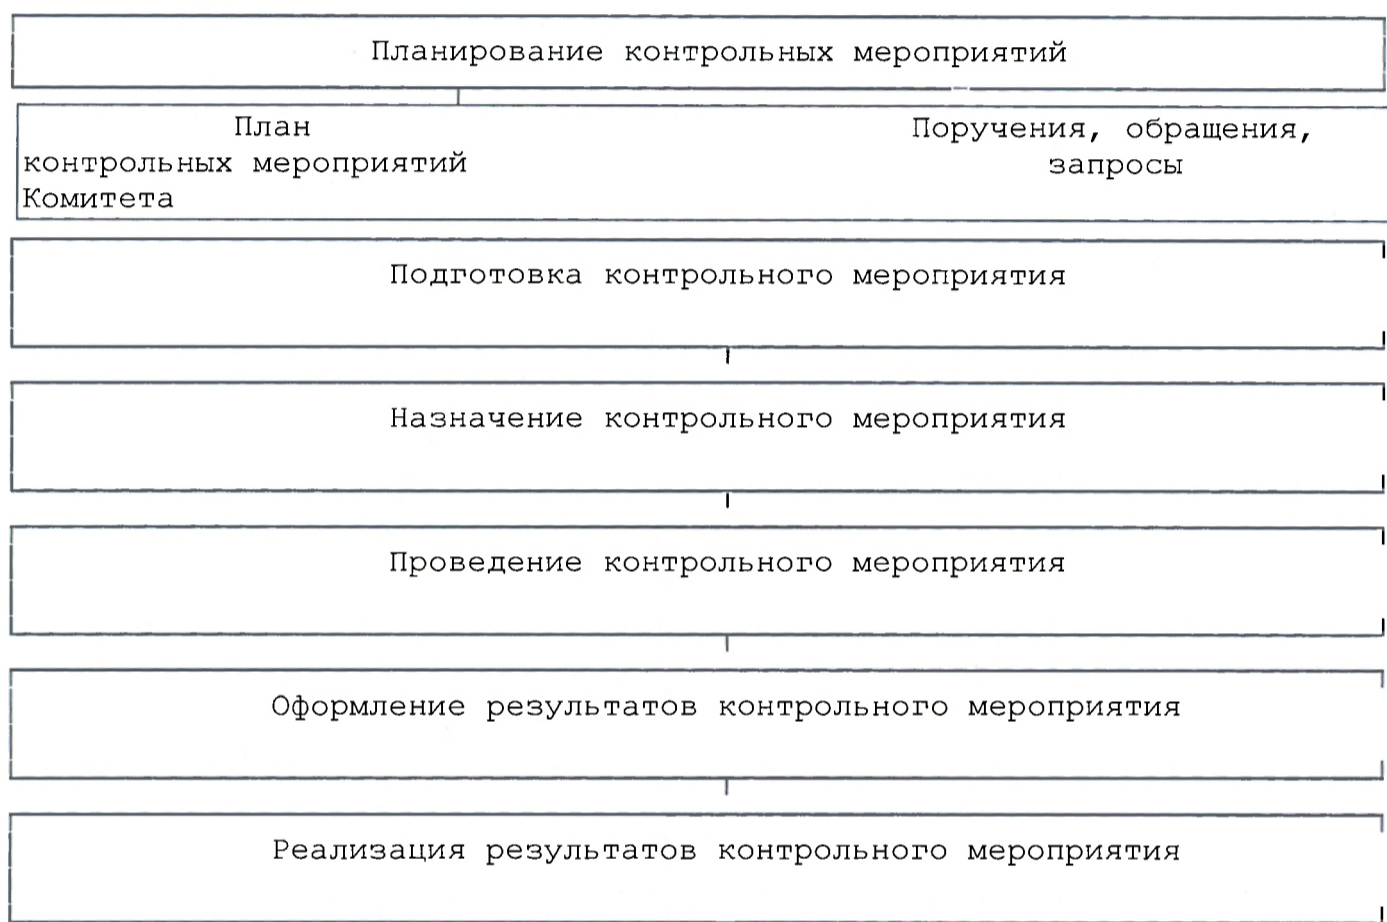 Планирование контрольных мероприятий
План
контрольных мероприятий
Комитета
Поручения, обращения,
запросы
Подготовка контрольного мероприятия
Назначение контрольного мероприятия
Проведение контрольного мероприятия
Оформление результатов контрольного мероприятия
Реализация результатов контрольного мероприятия